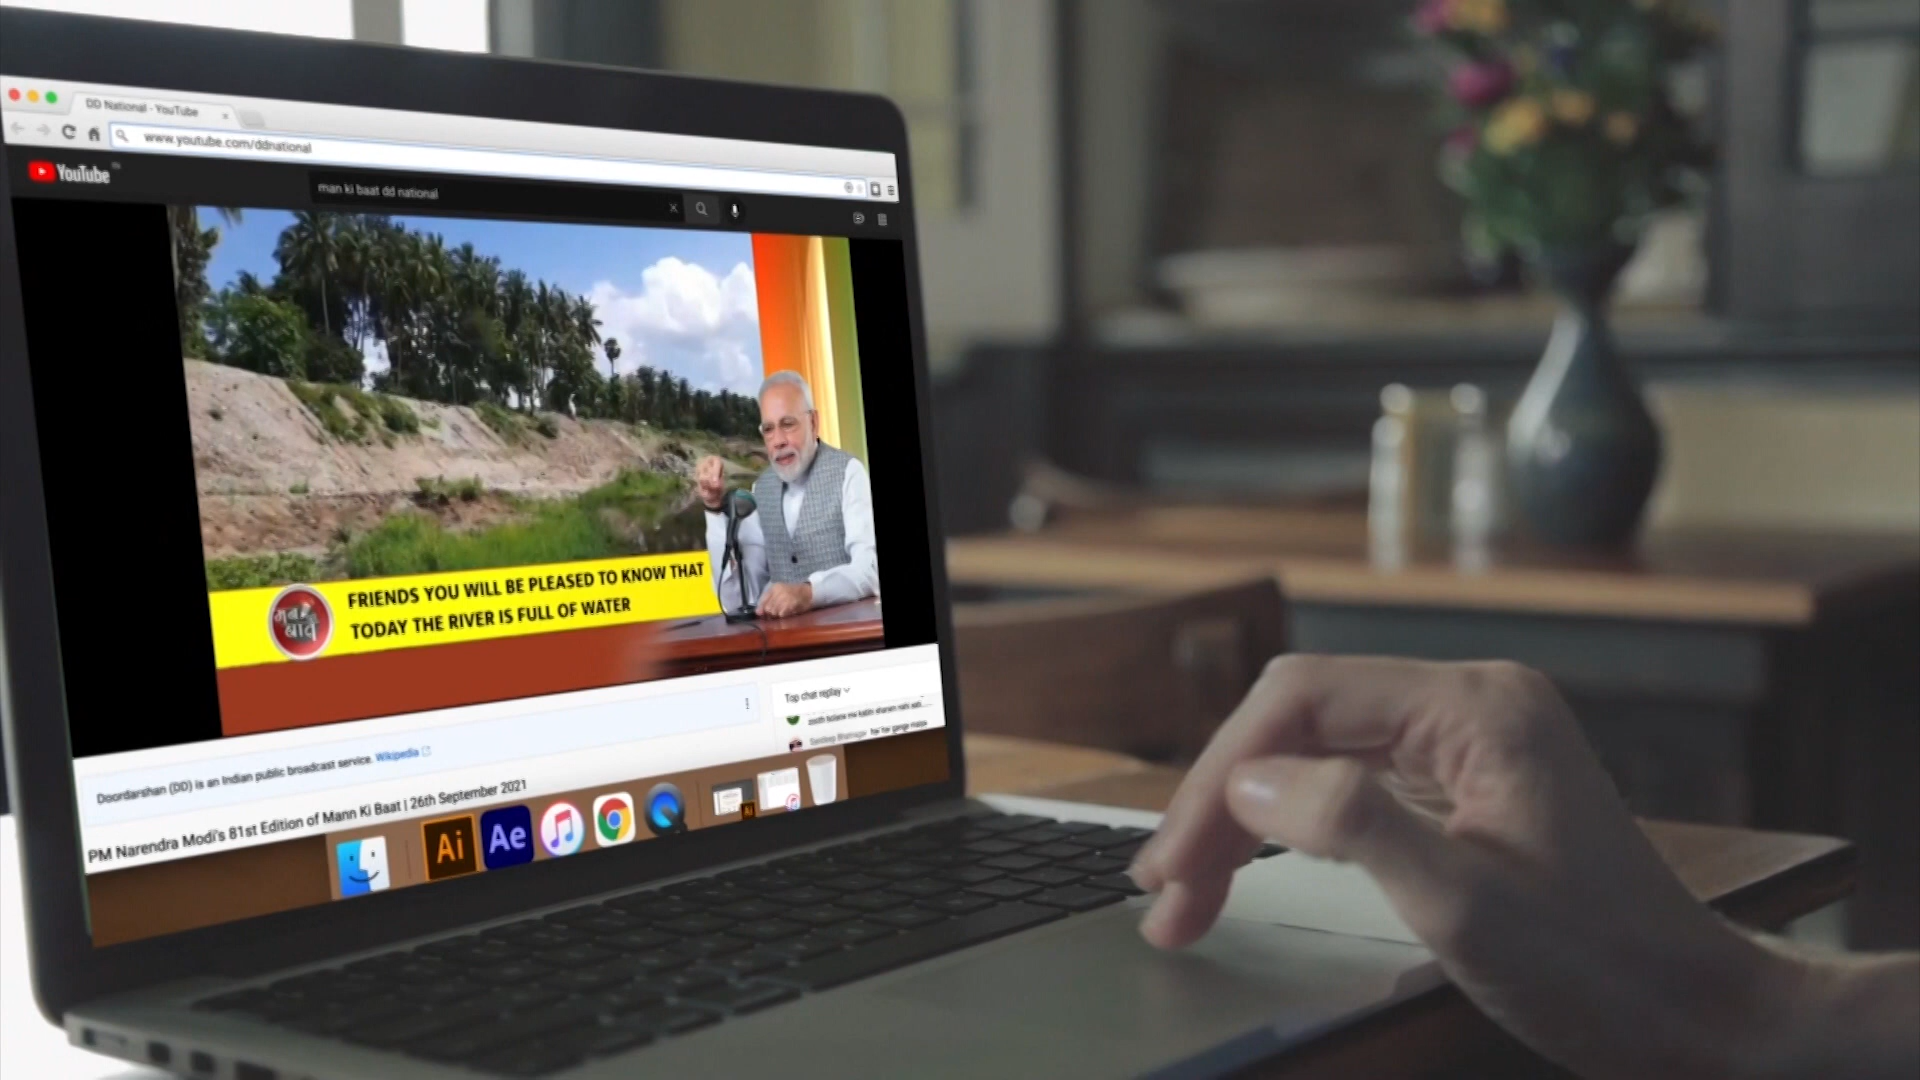 DD National - YouTube
www.youtube.com/ddnational
YouTube
man ki baat dd national
FRIENDS YOU WILL BE PLEASED TO KNOW THAT
TODAY THE RIVER IS FULL OF WATER
मन की
बात
Top chat replay
Doordarshan (DD) is an Indian public broadcast service. Wikipedia
PM Narendra Modi's 81st Edition of Mann Ki Baat | 26th September 2021
Ai
Ae